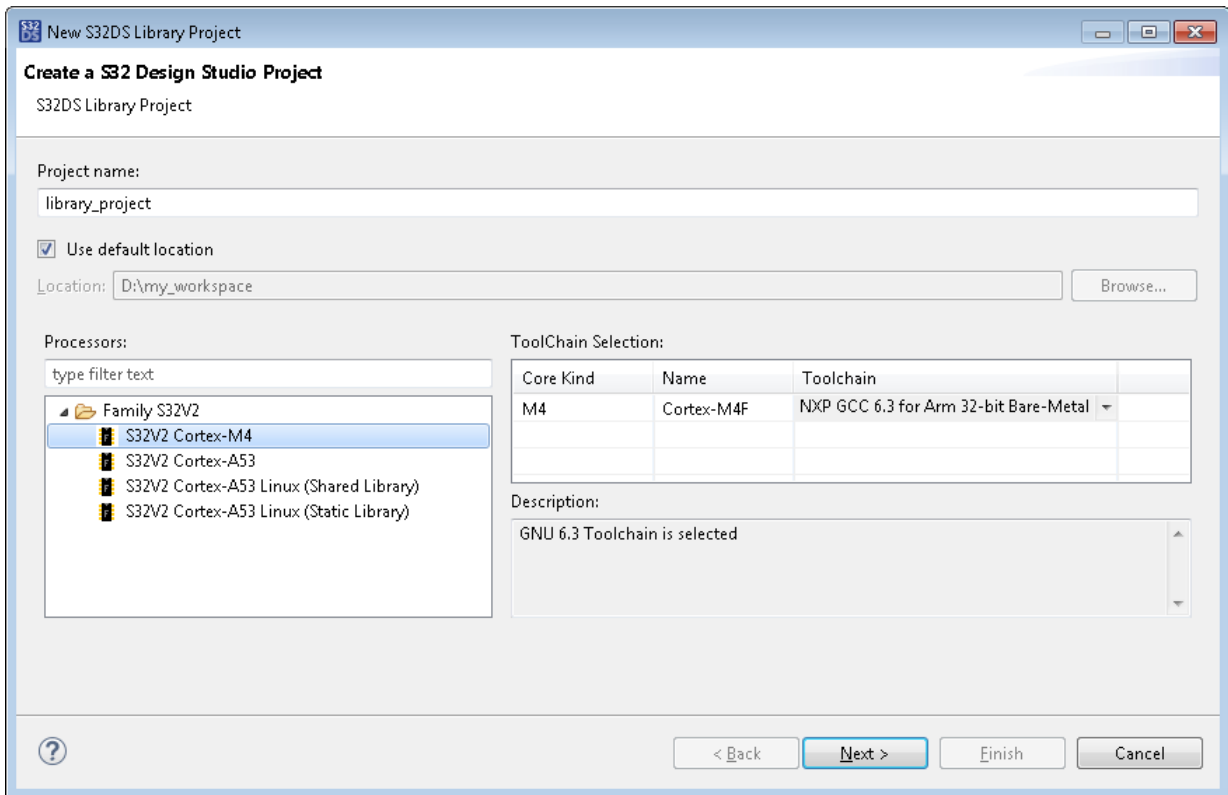 S32 DS New S32DS Library Project
Create a S32 Design Studio Project
S32DS Library Project
Project name:
library_project
Use default location
Location: D:\my_workspace Browse...
Processors:
type filter text
Family S32V2
S32V2 Cortex-M4
S32V2 Cortex-A53
S32V2 Cortex-A53 Linux (Shared Library)
S32V2 Cortex-A53 Linux (Static Library)
ToolChain Selection:
Core Kind Name Toolchain
M4 Cortex-M4F NXP GCC 6.3 for Arm 32-bit Bare-Metal
Description:
GNU 6.3 Toolchain is selected
? < Back Next > Finish Cancel